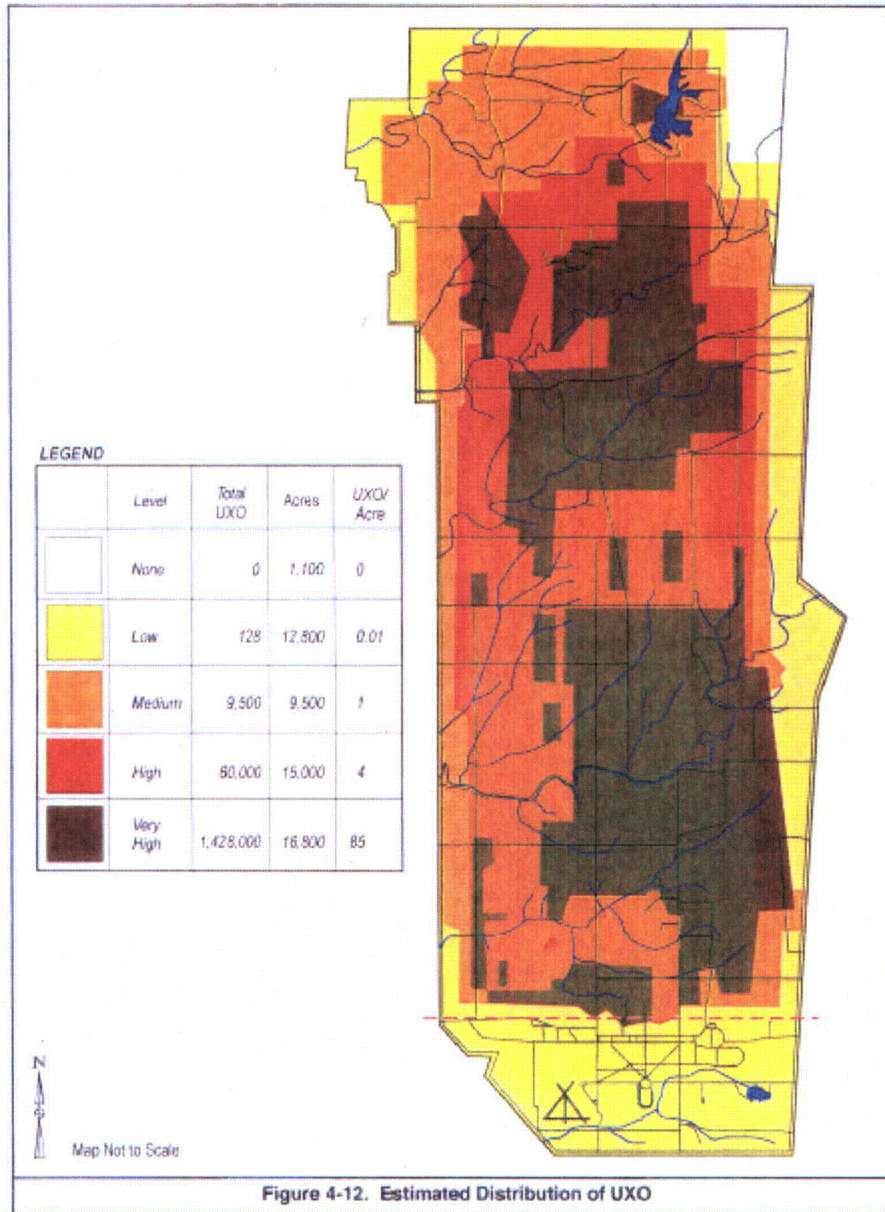 LEGEND
Level Total UXO Acres UXO/ Acre
None 0 1,100 0
Low 128 12,800 0.01
Medium 9,500 9,500 1
High 60,000 15,000 4
Very High 1,428,000 16,800 85
N
Map Not to Scale
Figure 4-12. Estimated Distribution of UXO